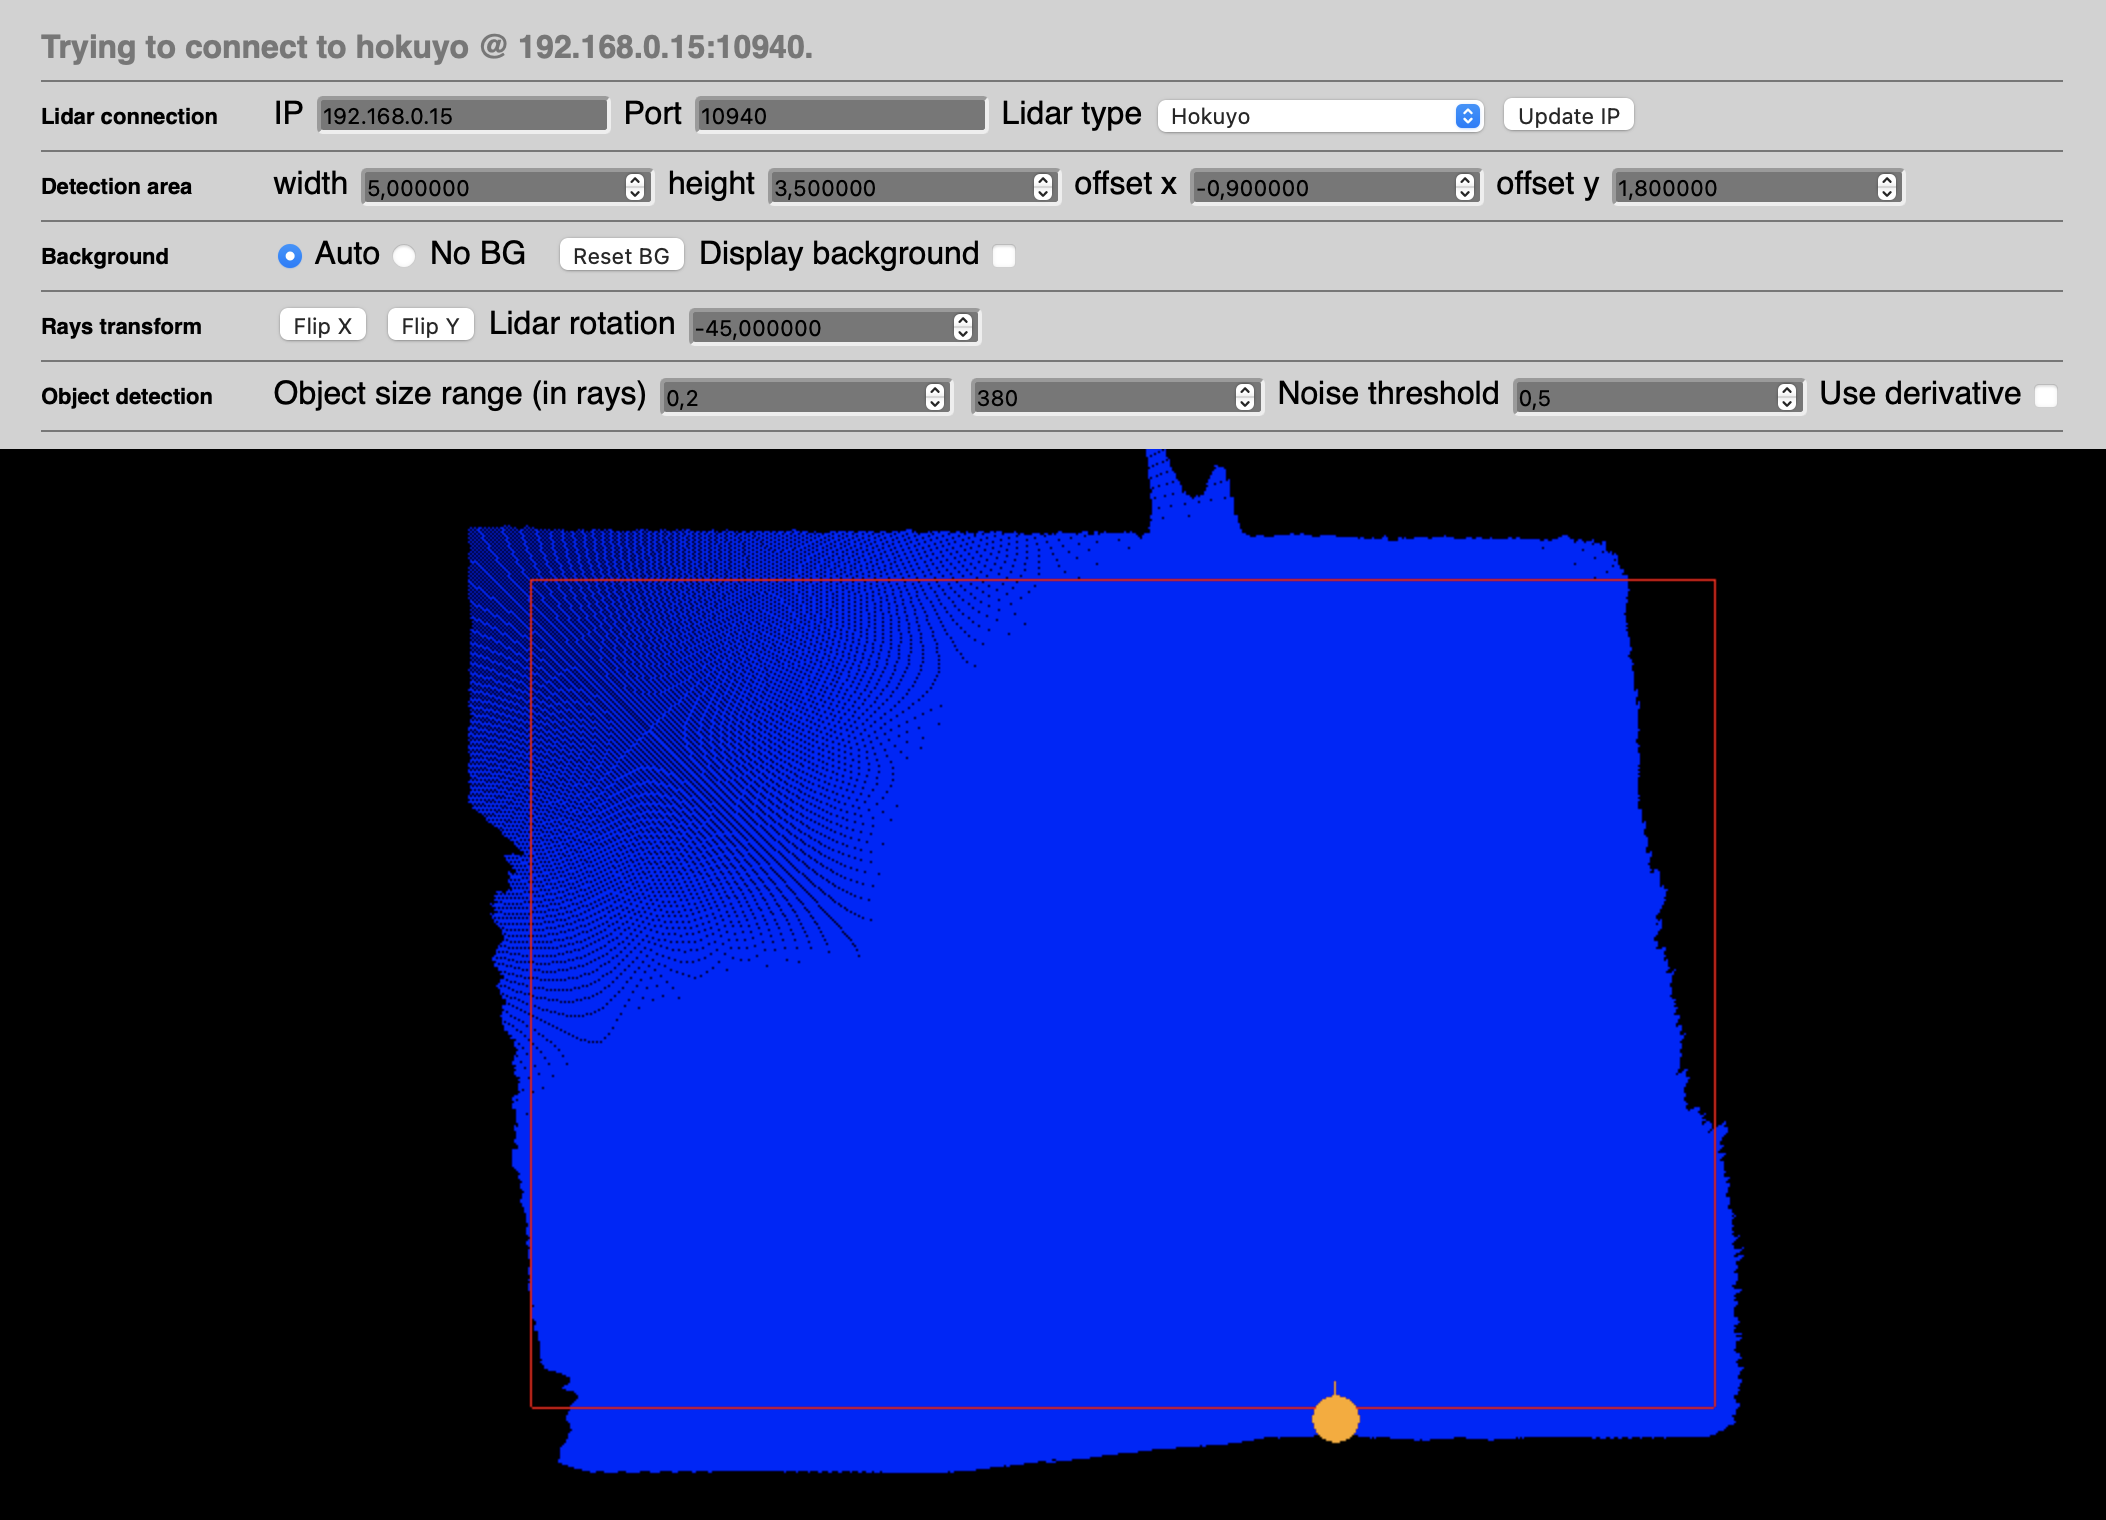 Trying to connect to hokuyo @ 192.168.0.15:10940.
Lidar connection IP 192.168.0.15 Port 10940 Lidar type Hokuyo Update IP
Detection area width 5,000000 height 3,500000 offset x -0,900000 offset y 1,800000
Background Auto No BG Reset BG Display background
Rays transform Flip X Flip Y Lidar rotation -45,000000
Object detection Object size range (in rays) 0,2 380 Noise threshold 0,5 Use derivative